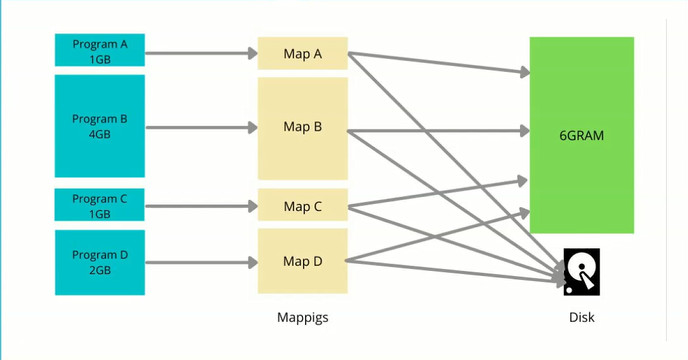 Program A
1GB
Map A
Program B
4GB
Map B
6GRAM
Program C
1GB
Map C
Program D
2GB
Map D
Mappigs
Disk